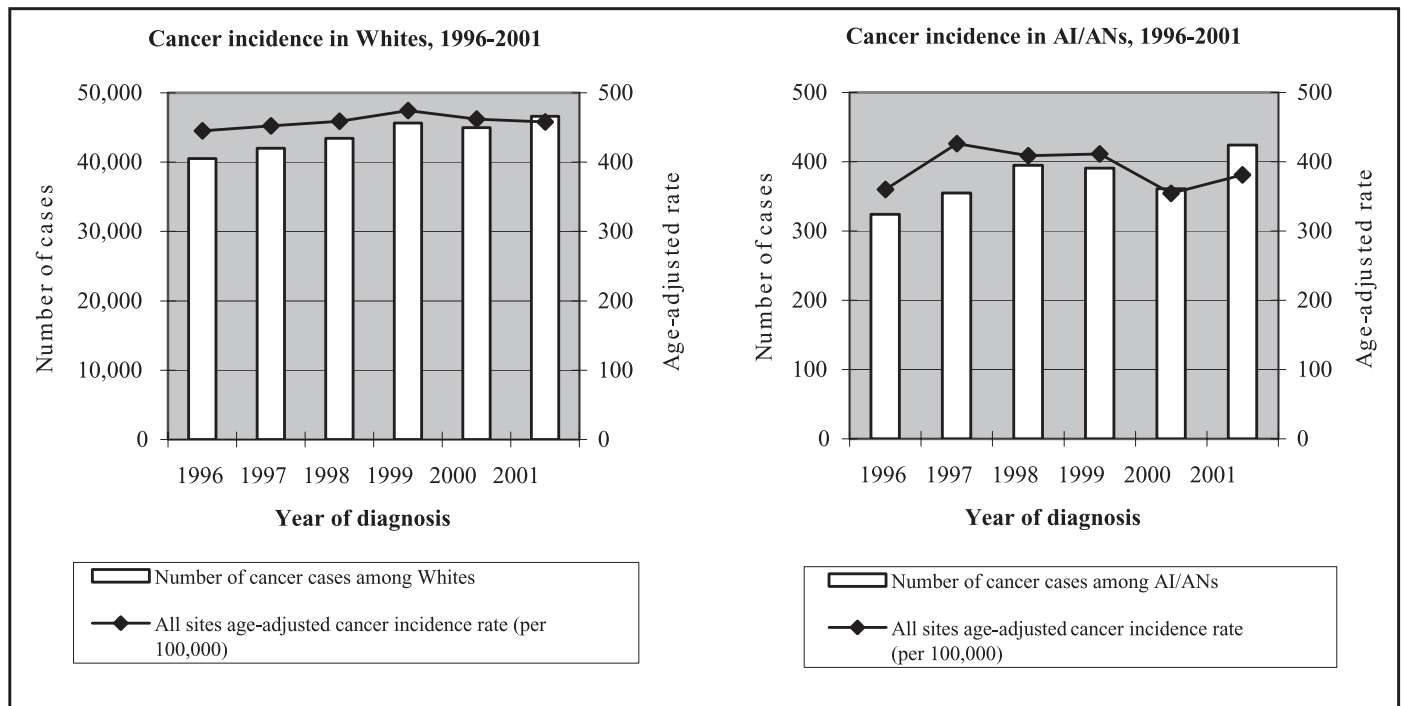 Cancer incidence in Whites, 1996-2001
50,000
40,000
30,000
20,000
10,000
0
Number of cases
500
400
300
200
100
0
Age-adjusted rate
1996 1997 1998 1999 2000 2001
Year of diagnosis
Number of cancer cases among Whites
All sites age-adjusted cancer incidence rate (per
100,000)
Cancer incidence in AI/ANs, 1996-2001
500
400
300
200
100
0
Number of cases
500
400
300
200
100
0
Age-adjusted rate
1996 1997 1998 1999 2000 2001
Year of diagnosis
Number of cancer cases among AI/ANs
All sites age-adjusted cancer incidence rate
(per 100,000)